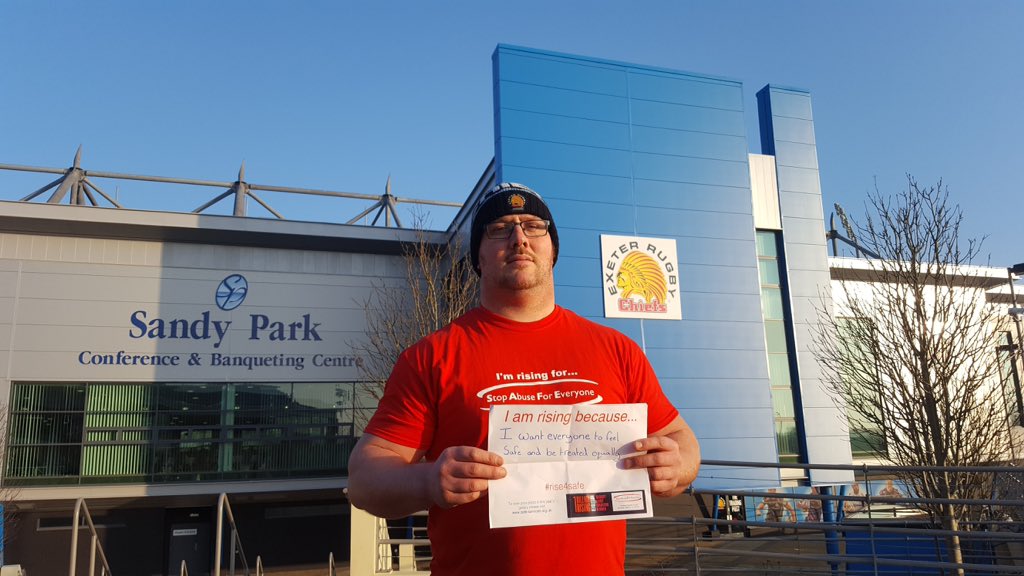 Sandy Park
Conference & Banqueting Centre
EXETER RUGBY
Chiefs
I'm rising for...
Stop Abuse For Everyone
I am rising because...
I want everyone to feel
Safe and be treated equally
#rise4safe